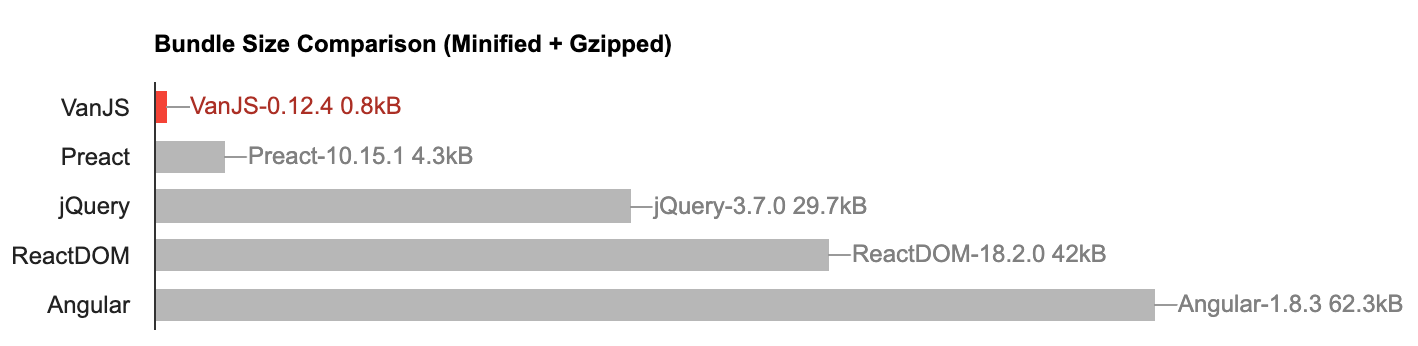 Bundle Size Comparison (Minified + Gzipped)
VanJS VanJS-0.12.4 0.8kB
Preact Preact-10.15.1 4.3kB
jQuery jQuery-3.7.0 29.7kB
ReactDOM ReactDOM-18.2.0 42kB
Angular Angular-1.8.3 62.3kB